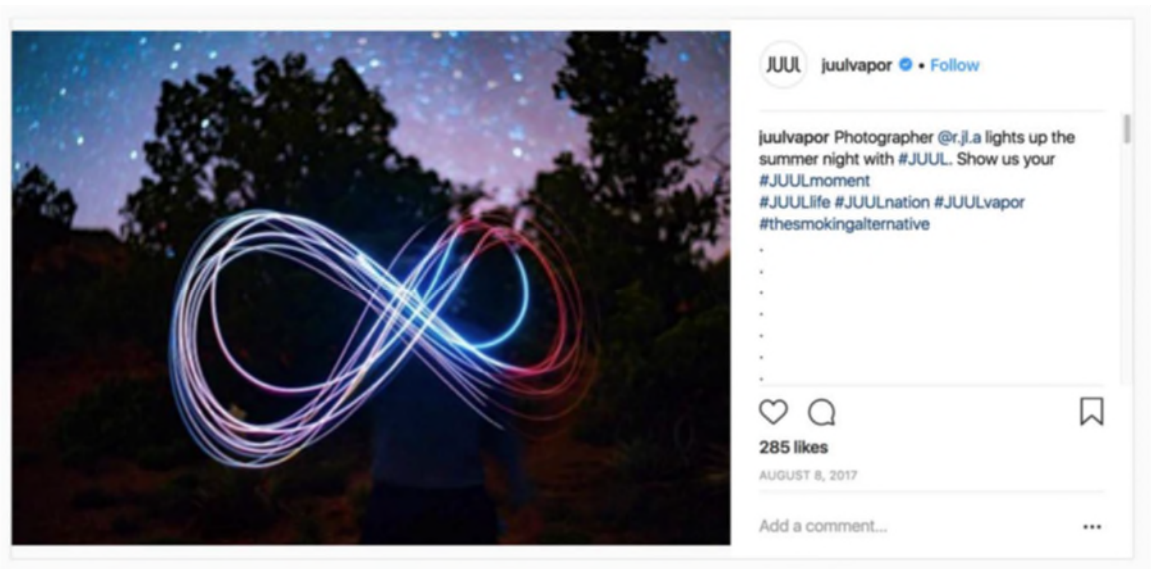 JUUL juulvapor • Follow
juulvapor Photographer @r.jl.a lights up the
summer night with #JUUL. Show us your
#JUULmoment
#JUULlife #JUULnation #JUULvapor
#thesmokingalternative
.
.
.
.
.
.
.
285 likes
AUGUST 8, 2017
Add a comment...